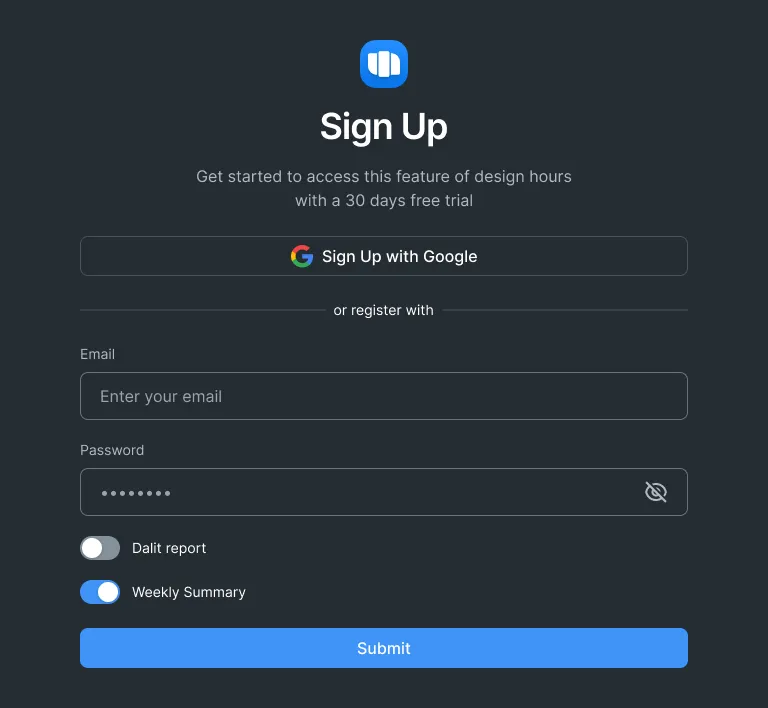 Sign Up
Get started to access this feature of design hours
with a 30 days free trial
Sign Up with Google
or register with
Email
Enter your email
Password
••••••••
Dalit report
Weekly Summary
Submit